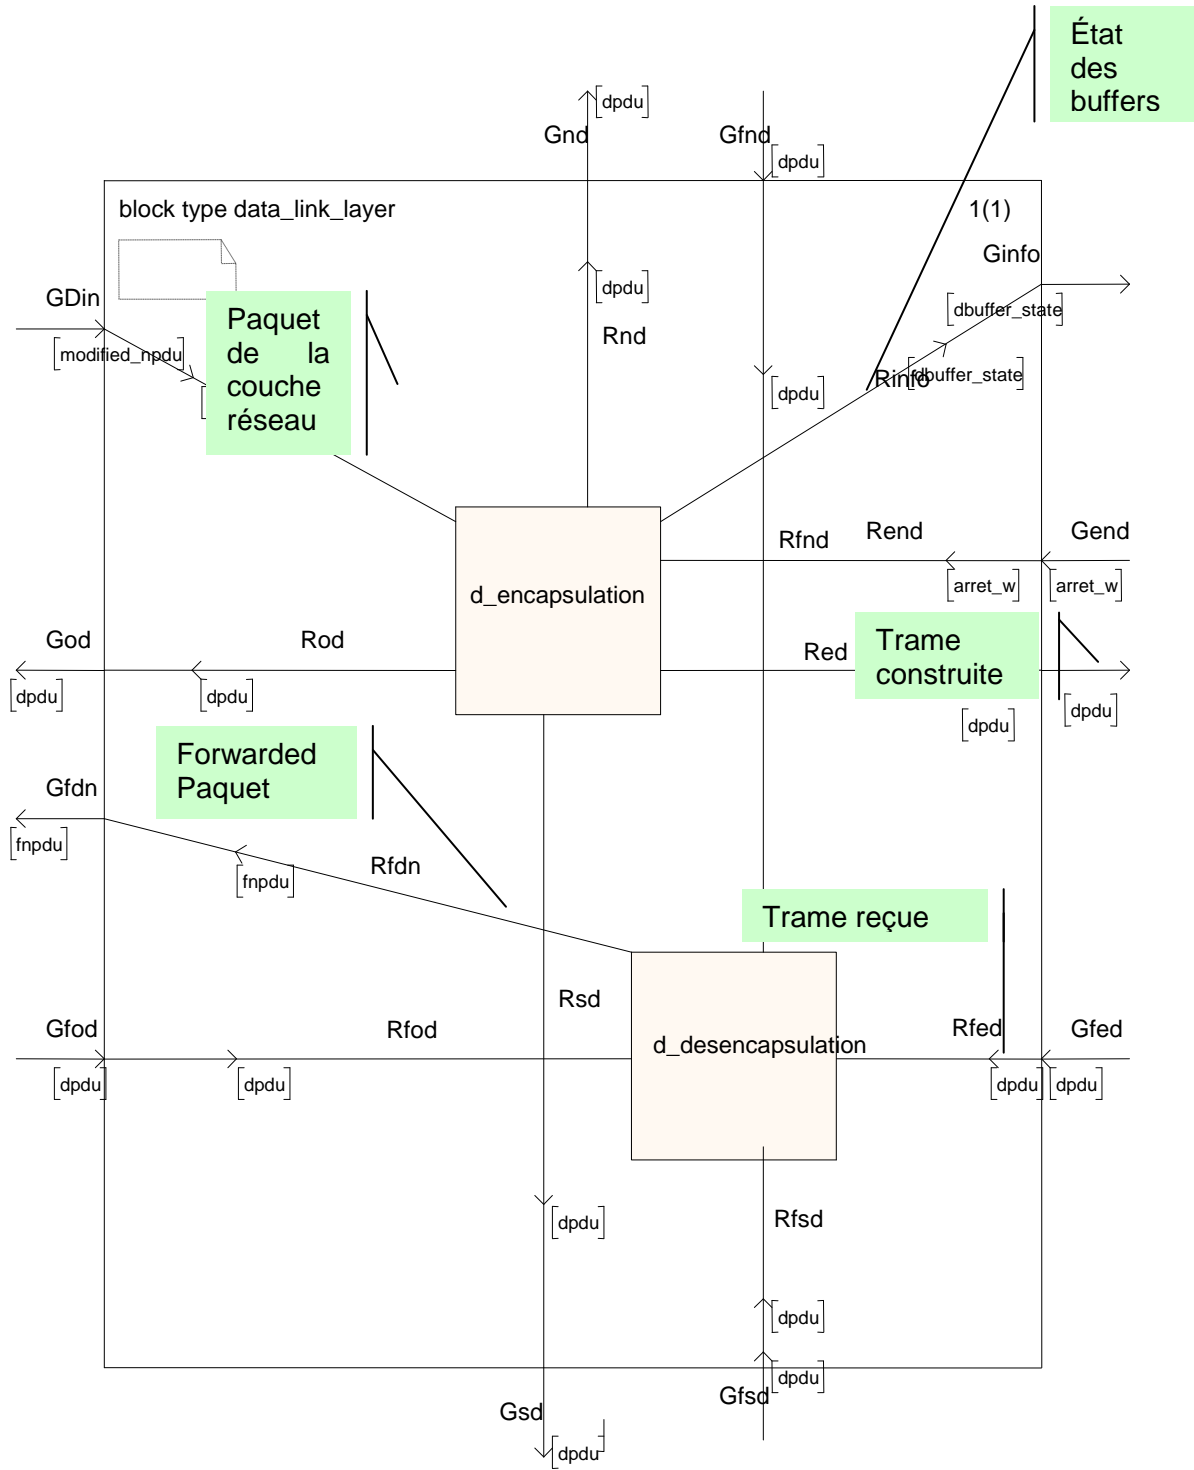 État
des
buffers
[dpdu]
Gnd
Gfnd
[dpdu]
block type data_link_layer
1(1)
Ginfo
GDin
[dpdu]
[dbuffer_state]
Paquet
de la
couche
réseau
Rnd
[modified_npdu]
[dbuffer_state]
Rinfo
[dpdu]
[
Rfnd
Rend
Gend
d_encapsulation
[arret_w]
[arret_w]
God
Rod
Red
Trame
construite
[dpdu]
[dpdu]
[dpdu]
[dpdu]
Forwarded
Paquet
Gfdn
[fnpdu]
Rfdn
[fnpdu]
Trame reçue
Rsd
Gfod
Rfod
d_desencapsulation
Rfed
Gfed
[dpdu]
[dpdu]
[dpdu]
[dpdu]
[dpdu]
Rfsd
[dpdu]
[dpdu]
Gfsd
Gsd
[dpdu]